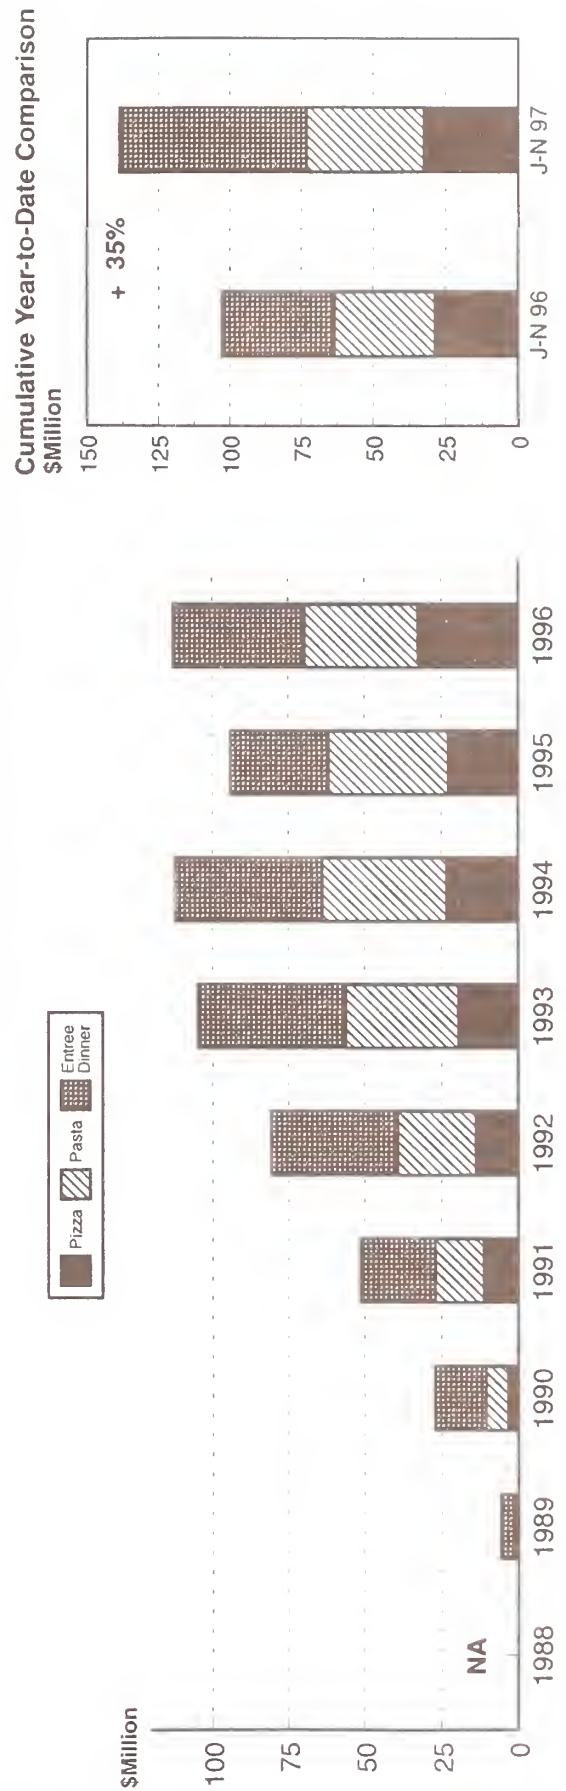 $Million
100
75
50
25
0
NA
1988
1989
1990
1991
1992
1993
1994
1995
1996
Pizza
Pasta
Entree
Dinner
Cumulative Year-to-Date Comparison
$Million
150
125
100
75
50
25
0
+ 35%
J-N 96
J-N 97